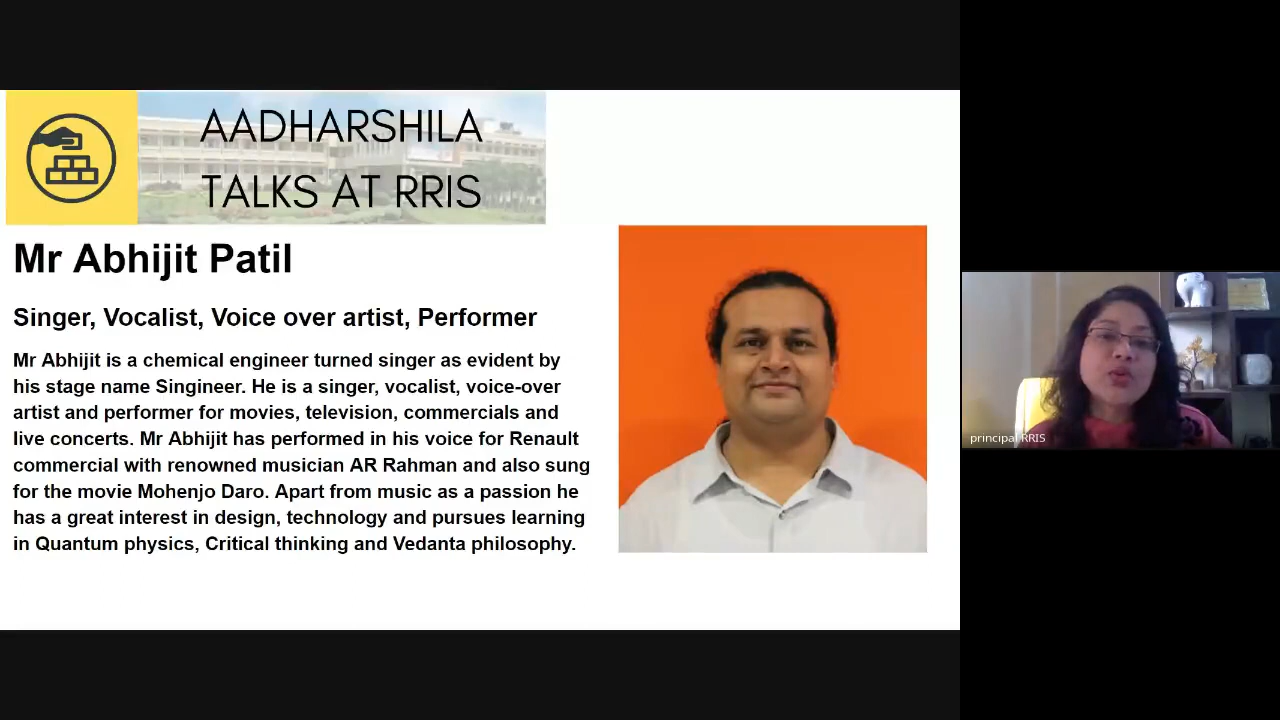 AADHARSHILA
TALKS AT RRIS
Mr Abhijit Patil
Singer, Vocalist, Voice over artist, Performer
Mr Abhijit is a chemical engineer turned singer as evident by
his stage name Singineer. He is a singer, vocalist, voice-over
artist and performer for movies, television, commercials and
live concerts. Mr Abhijit has performed in his voice for Renault
commercial with renowned musician AR Rahman and also sung
for the movie Mohenjo Daro. Apart from music as a passion he
has a great interest in design, technology and pursues learning
in Quantum physics, Critical thinking and Vedanta philosophy.
principal RRIS